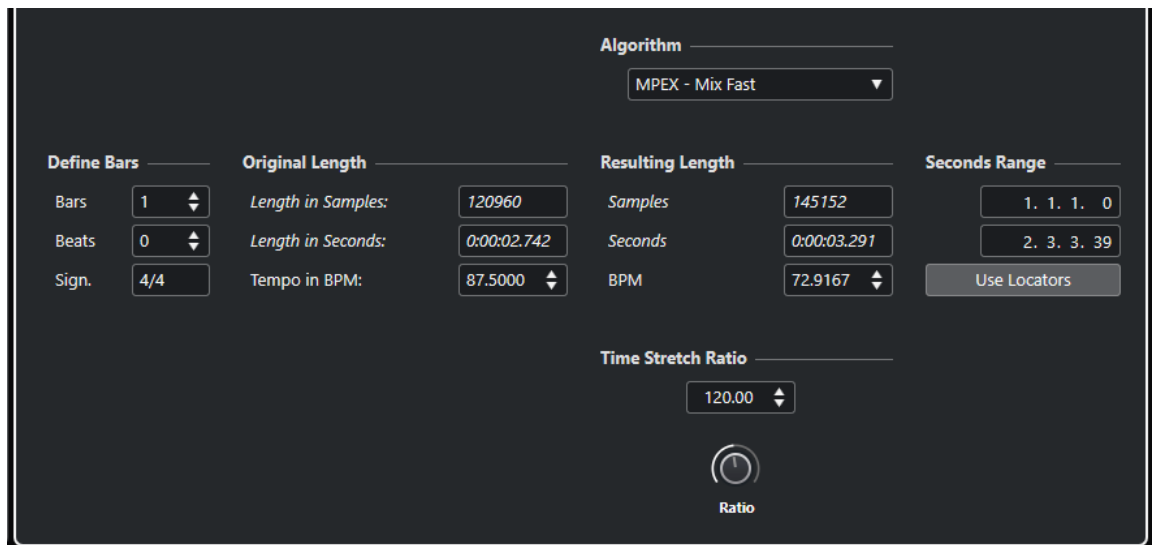 Algorithm
MPEX - Mix Fast
Define Bars
Bars 1
Beats 0
Sign. 4/4
Original Length
Length in Samples: 120960
Length in Seconds: 0:00:02.742
Tempo in BPM: 87.5000
Resulting Length
Samples 145152
Seconds 0:00:03.291
BPM 72.9167
Seconds Range
1. 1. 1. 0
2. 3. 3. 39
Use Locators
Time Stretch Ratio
120.00
Ratio